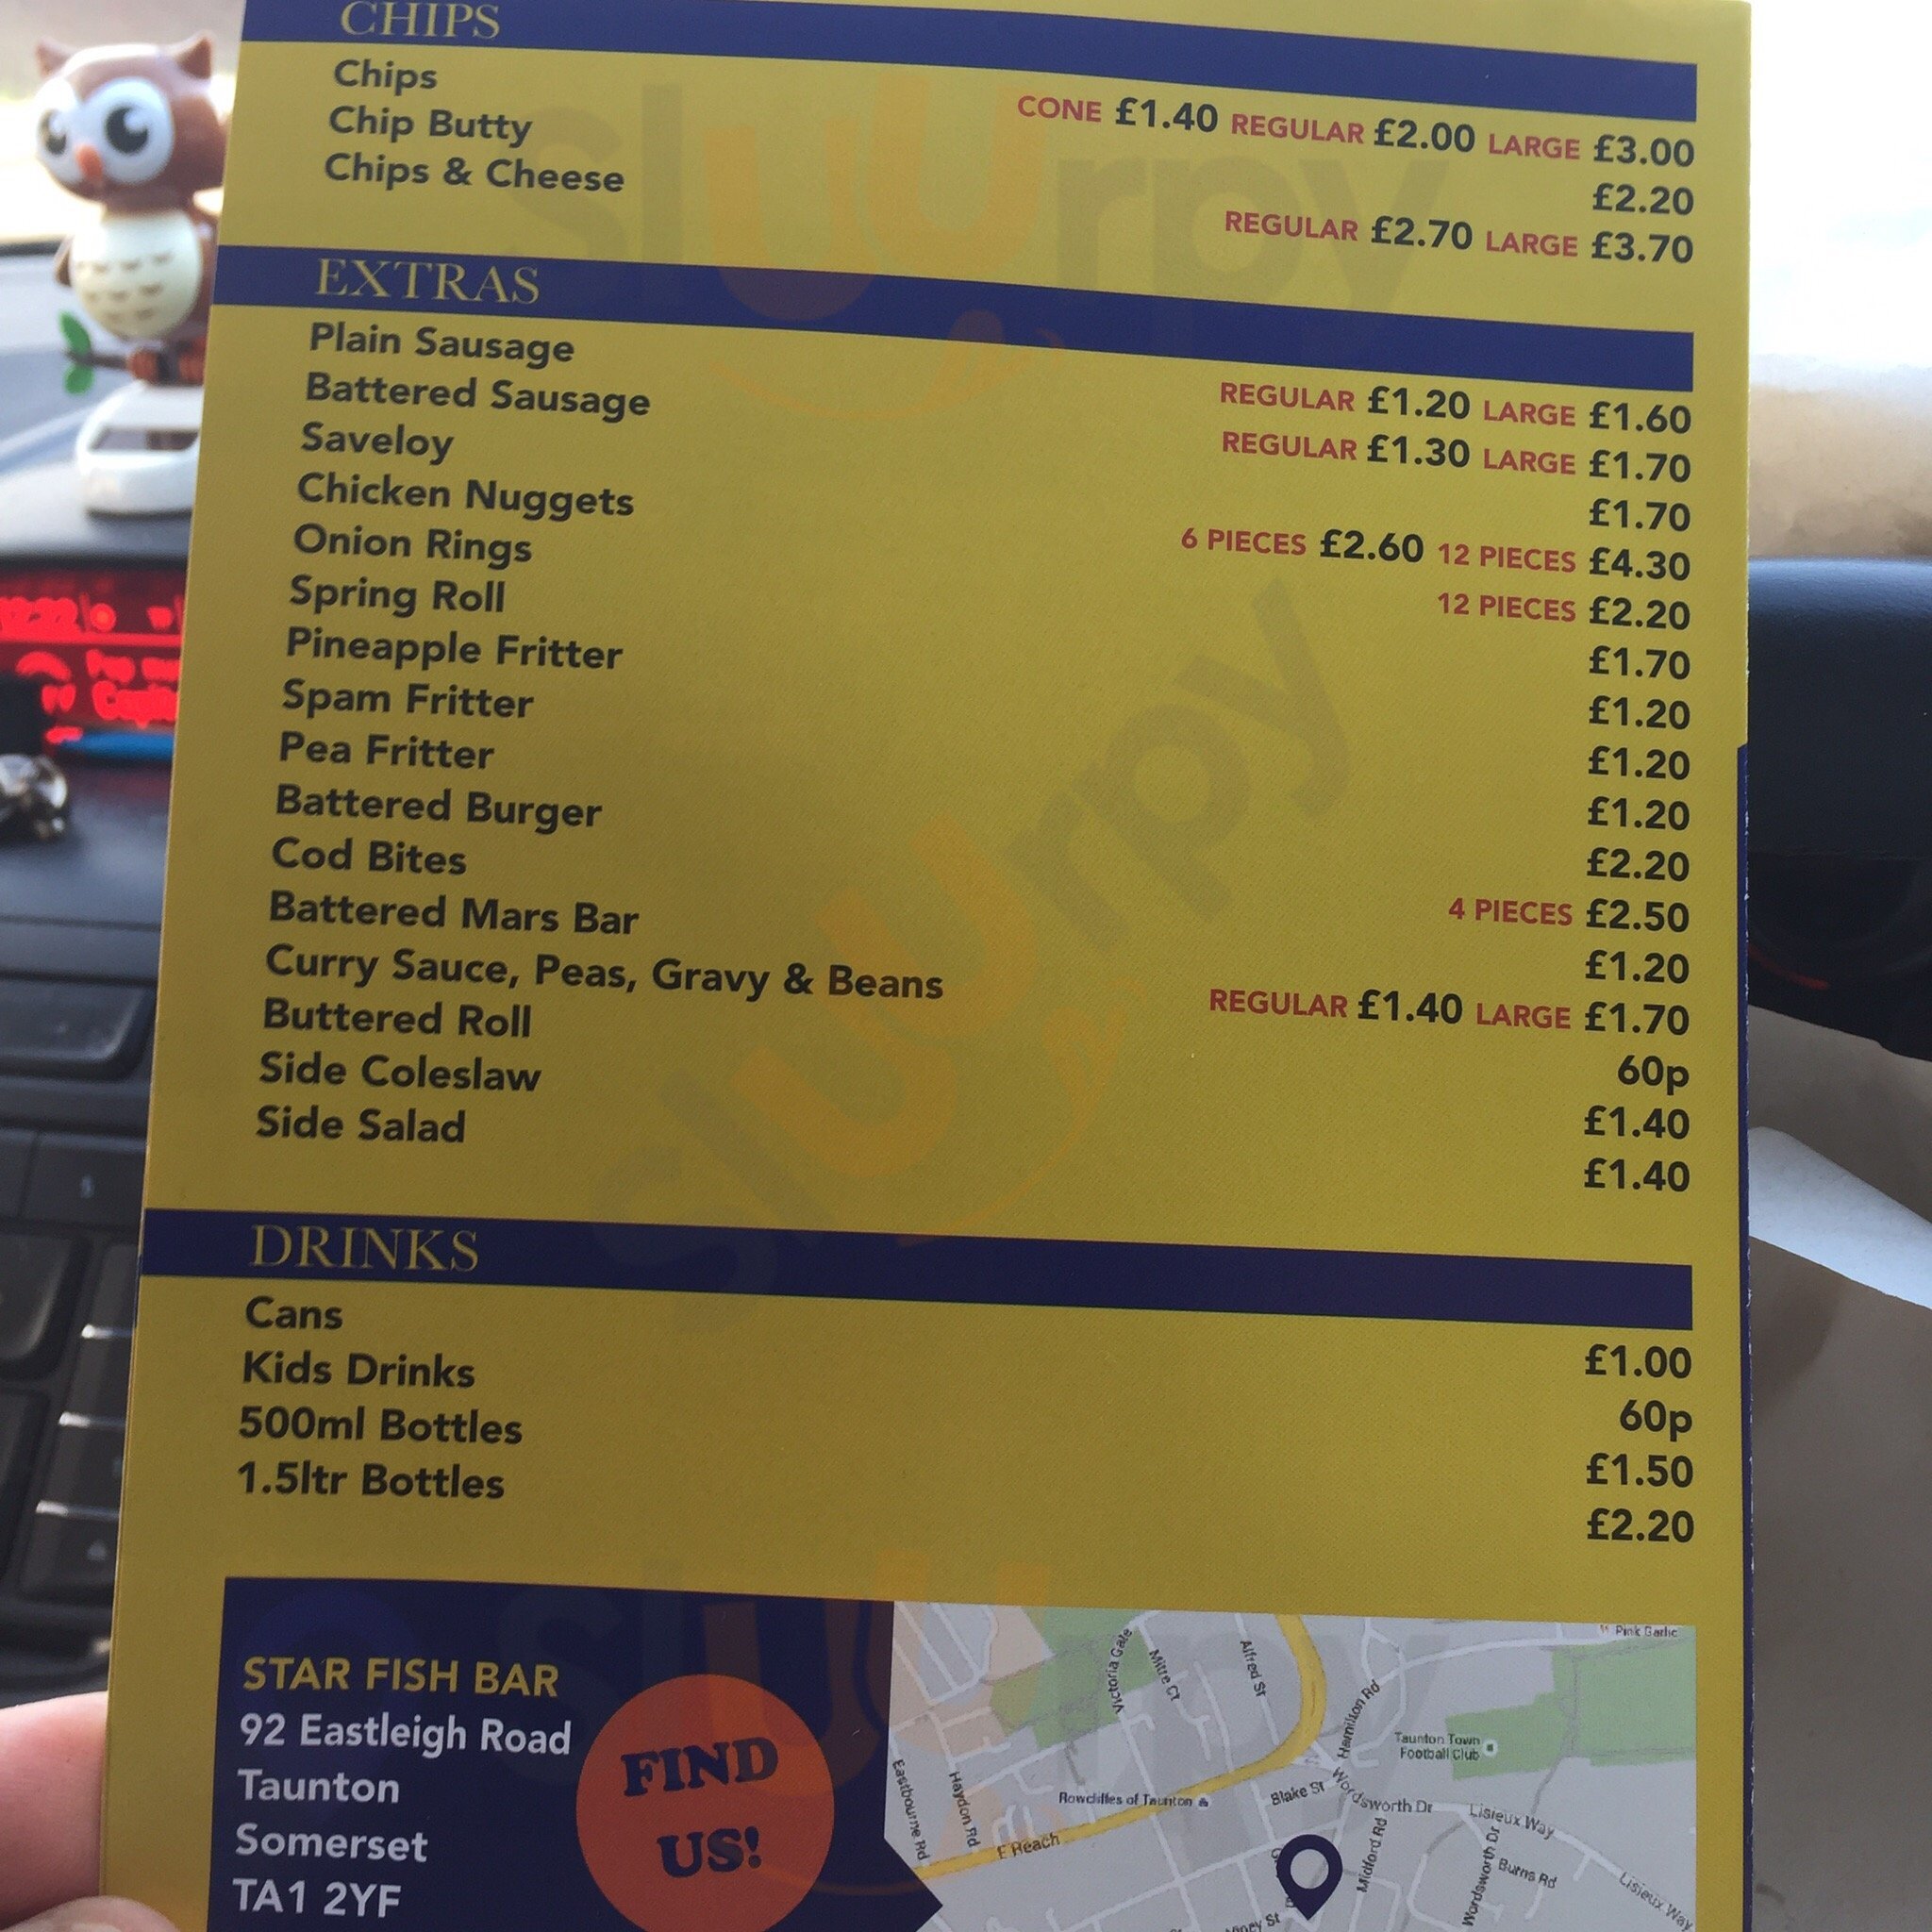 CHIPS
Chips CONE £1.40 REGULAR £2.00 LARGE £3.00
Chip Butty £2.20
Chips & Cheese REGULAR £2.70 LARGE £3.70
EXTRAS
Plain Sausage REGULAR £1.20 LARGE £1.60
Battered Sausage REGULAR £1.30 LARGE £1.70
Saveloy £1.70
Chicken Nuggets 6 PIECES £2.60 12 PIECES £4.30
Onion Rings 12 PIECES £2.20
Spring Roll £1.70
Pineapple Fritter £1.20
Spam Fritter £1.20
Pea Fritter £1.20
Battered Burger £2.20
Cod Bites 4 PIECES £2.50
Battered Mars Bar £1.20
Curry Sauce, Peas, Gravy & Beans REGULAR £1.40 LARGE £1.70
Buttered Roll 60p
Side Coleslaw £1.40
Side Salad £1.40
DRINKS
Cans £1.00
Kids Drinks 60p
500ml Bottles £1.50
1.5ltr Bottles £2.20
STAR FISH BAR
92 Eastleigh Road
Taunton
Somerset
TA1 2YF
FIND
US!
Pink Garlic
Victoria Gate
Mitre Ct
Alfred St
Hamilton Rd
Taunton Town
Football Club
Eastbourne Rd
Haydon Rd
Rowcliffes of Taunton
Blake St
Wordsworth Dr
Lisieux Way
E Reach
Midford Rd
Wordsworth Dr
Burns Rd
Lisieux Way
sluurpy
sluurpy